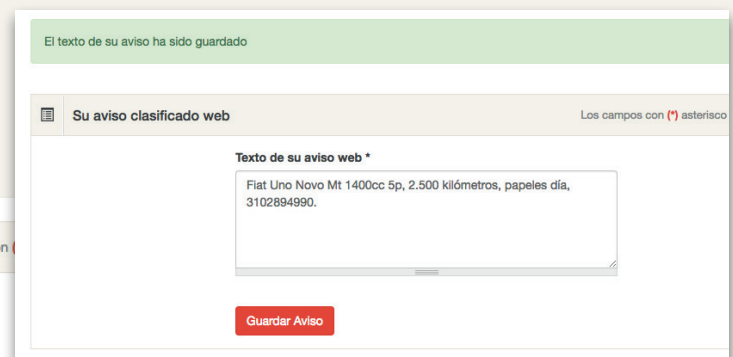 El texto de su aviso ha sido guardado
Su aviso clasificado web
Los campos con (*) asterisco
Texto de su aviso web *
Fiat Uno Novo Mt 1400cc 5p, 2.500 kilómetros, papeles día,
3102894990.
Guardar Aviso